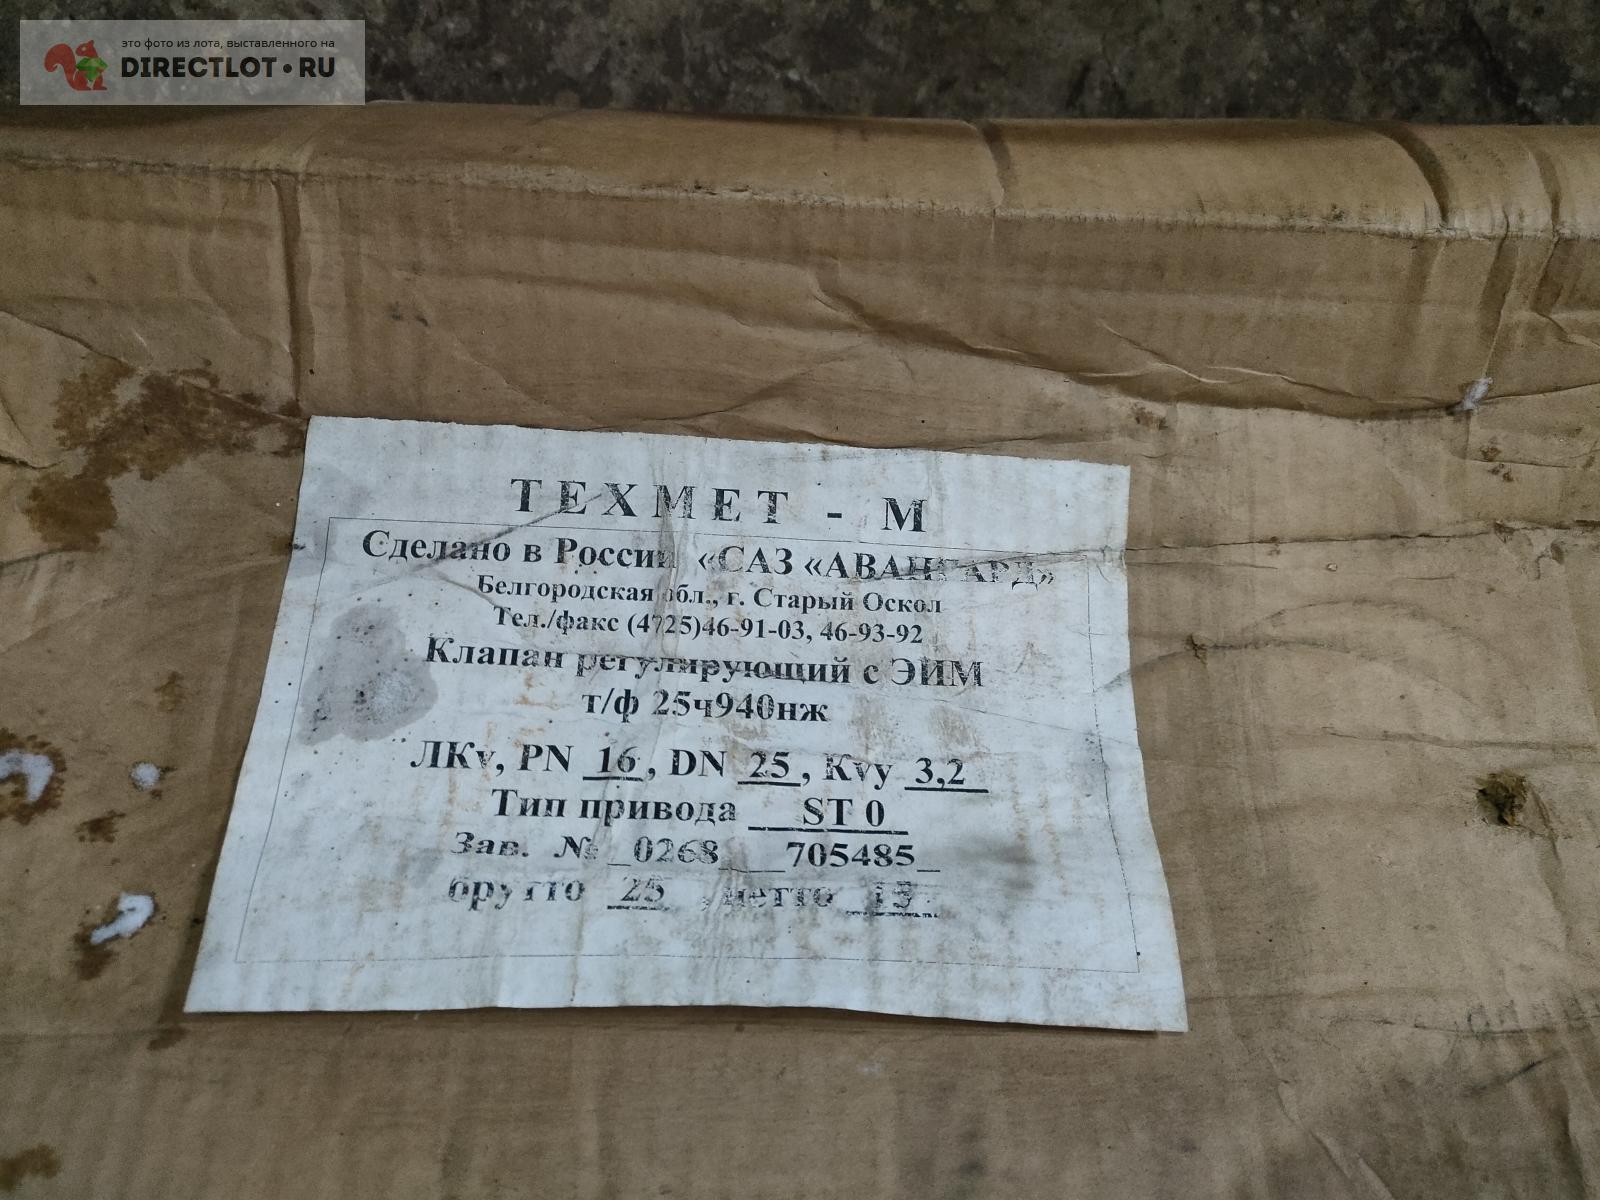 это фото из лота, выставленного на
DIRECTLOT.RU
ТЕХМЕТ - М
Сделано в России «САЗ «АВАНГАРД»
Белгородская обл., г. Старый Оскол
Тел./факс (4725)46-91-03, 46-93-92
Клапан регулирующий с ЭИМ
т/ф 25ч940нж
ЛКv, PN 16, DN 25, Kvy 3,2
Тип привода ST 0
Зав. № _0268___705485_
брутто 25, нетто